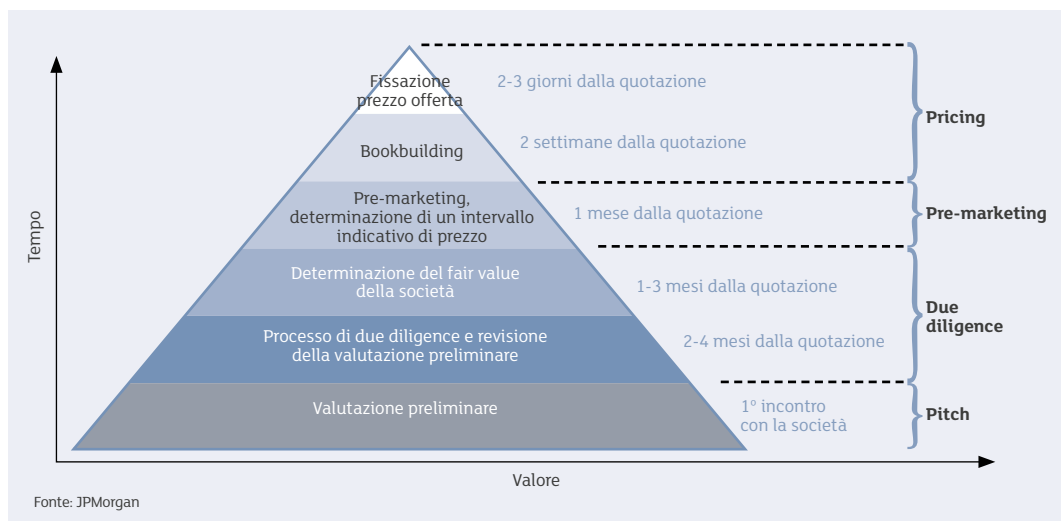 Fissazione
prezzo offerta
2-3 giorni dalla quotazione
Pricing
Bookbuilding
2 settimane dalla quotazione
Pre-marketing,
determinazione di un intervallo
indicativo di prezzo
1 mese dalla quotazione
Pre-marketing
Tempo
Determinazione del fair value
della società
1-3 mesi dalla quotazione
Due
diligence
Processo di due diligence e revisione
della valutazione preliminare
2-4 mesi dalla quotazione
Valutazione preliminare
1° incontro
con la società
Pitch
Valore
Fonte: JPMorgan